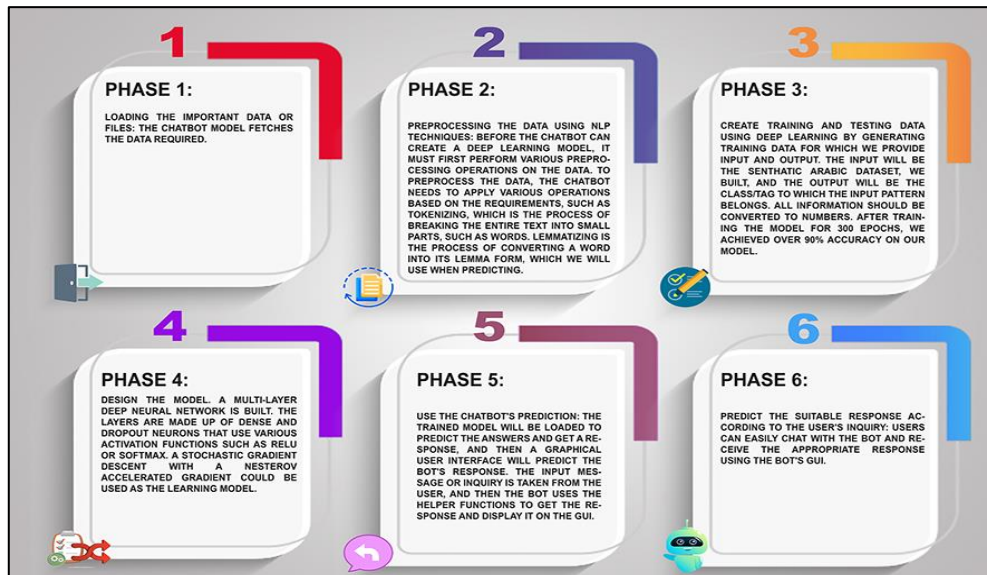 1
PHASE 1:
LOADING THE IMPORTANT DATA OR
FILES: THE CHATBOT MODEL FETCHES
THE DATA REQUIRED.
2
PHASE 2:
PREPROCESSING THE DATA USING NLP
TECHNIQUES: BEFORE THE CHATBOT CAN
CREATE A DEEP LEARNING MODEL, IT
MUST FIRST PERFORM VARIOUS PREPRO-
CESSING OPERATIONS ON THE DATA. TO
PREPROCESS THE DATA, THE CHATBOT
NEEDS TO APPLY VARIOUS OPERATIONS
BASED ON THE REQUIREMENTS, SUCH AS
TOKENIZING, WHICH IS THE PROCESS OF
BREAKING THE ENTIRE TEXT INTO SMALL
PARTS, SUCH AS WORDS. LEMMATIZING IS
THE PROCESS OF CONVERTING A WORD
INTO ITS LEMMA FORM, WHICH WE WILL
USE WHEN PREDICTING.
3
PHASE 3:
CREATE TRAINING AND TESTING DATA
USING DEEP LEARNING BY GENERATING
TRAINING DATA FOR WHICH WE PROVIDE
INPUT AND OUTPUT. THE INPUT WILL BE
THE SENTHATIC ARABIC DATASET, WE
BUILT, AND THE OUTPUT WILL BE THE
CLASS/TAG TO WHICH THE INPUT PATTERN
BELONGS. ALL INFORMATION SHOULD BE
CONVERTED TO NUMBERS. AFTER TRAIN-
ING THE MODEL FOR 300 EPOCHS, WE
ACHIEVED OVER 90% ACCURACY ON OUR
MODEL.
4
PHASE 4:
DESIGN THE MODEL. A MULTI-LAYER
DEEP NEURAL NETWORK IS BUILT. THE
LAYERS ARE MADE UP OF DENSE AND
DROPOUT NEURONS THAT USE VARIOUS
ACTIVATION FUNCTIONS SUCH AS RELU
OR SOFTMAX. A STOCHASTIC GRADIENT
DESCENT WITH A NESTEROV
ACCELERATED GRADIENT COULD BE
USED AS THE LEARNING MODEL.
5
PHASE 5:
USE THE CHATBOT'S PREDICTION: THE
TRAINED MODEL WILL BE LOADED TO
PREDICT THE ANSWERS AND GET A RE-
SPONSE, AND THEN A GRAPHICAL
USER INTERFACE WILL PREDICT THE
BOT'S RESPONSE. THE INPUT MES-
SAGE OR INQUIRY IS TAKEN FROM THE
USER, AND THEN THE BOT USES THE
HELPER FUNCTIONS TO GET THE RE-
SPONSE AND DISPLAY IT ON THE GUI.
6
PHASE 6:
PREDICT THE SUITABLE RESPONSE AC-
CORDING TO THE USER'S INQUIRY: USERS
CAN EASILY CHAT WITH THE BOT AND RE-
CEIVE THE APPROPRIATE RESPONSE
USING THE BOT'S GUI.